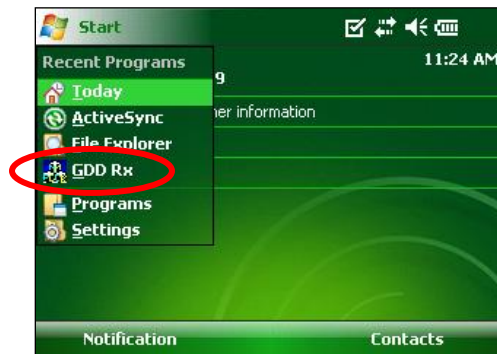 Start
Recent Programs
11:24 AM
9
Today
ActiveSync
ner information
File Explorer
GDD Rx
Programs
Settings
Notification
Contacts